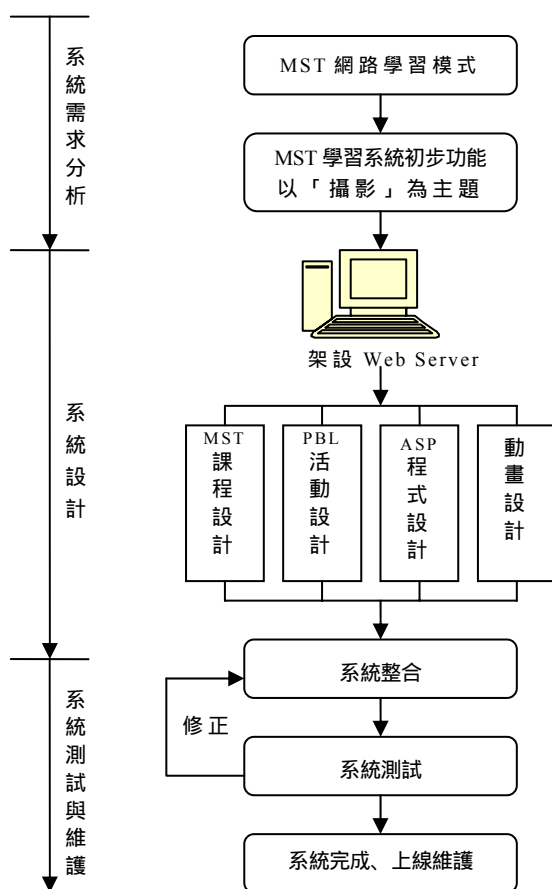 系統需求分析
MST 網路學習模式
MST 學習系統初步功能
以「攝影」為主題
架設 Web Server
系統設計
MST
課程設計
PBL
活動設計
ASP
程式設計
動畫設計
系統測試與維護
系統整合
修正
系統測試
系統完成、上線維護